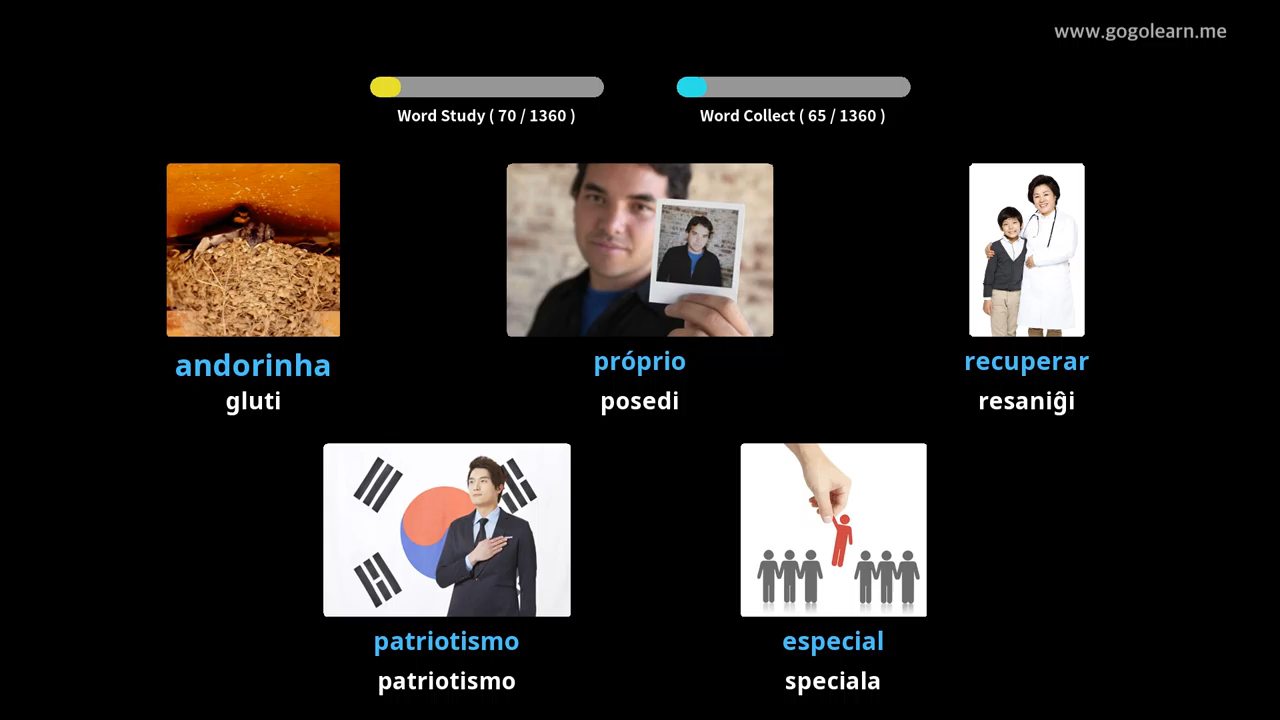 www.gogolearn.me
Word Study ( 70 / 1360 )
Word Collect ( 65 / 1360 )
andorinha
gluti
próprio
posedi
recuperar
resaniĝi
patriotismo
patriotismo
especial
speciala